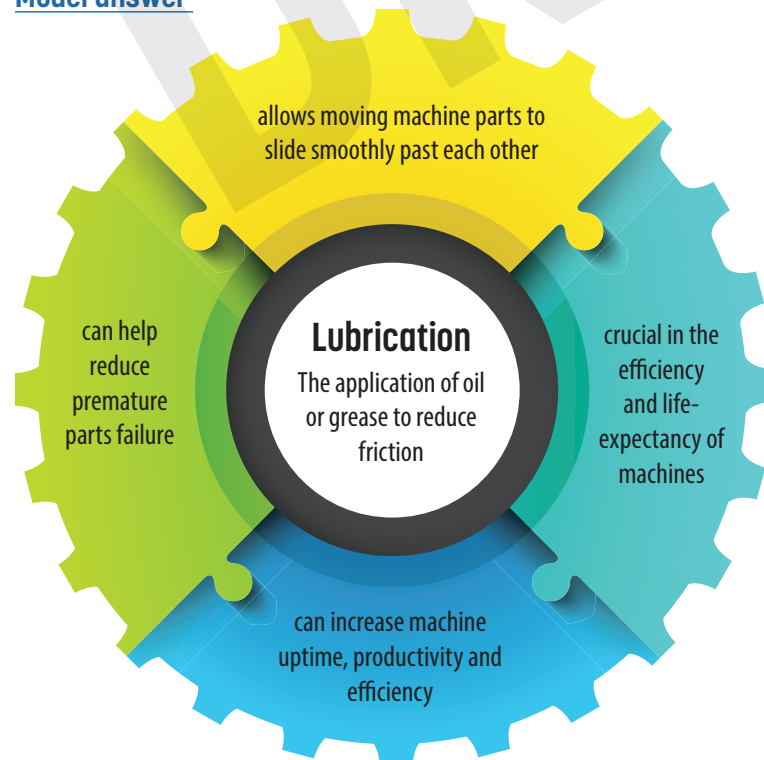 Model answer
allows moving machine parts to
slide smoothly past each other
can help
reduce
premature
parts failure
Lubrication
The application of oil
or grease to reduce
friction
crucial in the
efficiency
and life-
expectancy of
machines
can increase machine
uptime, productivity and
efficiency